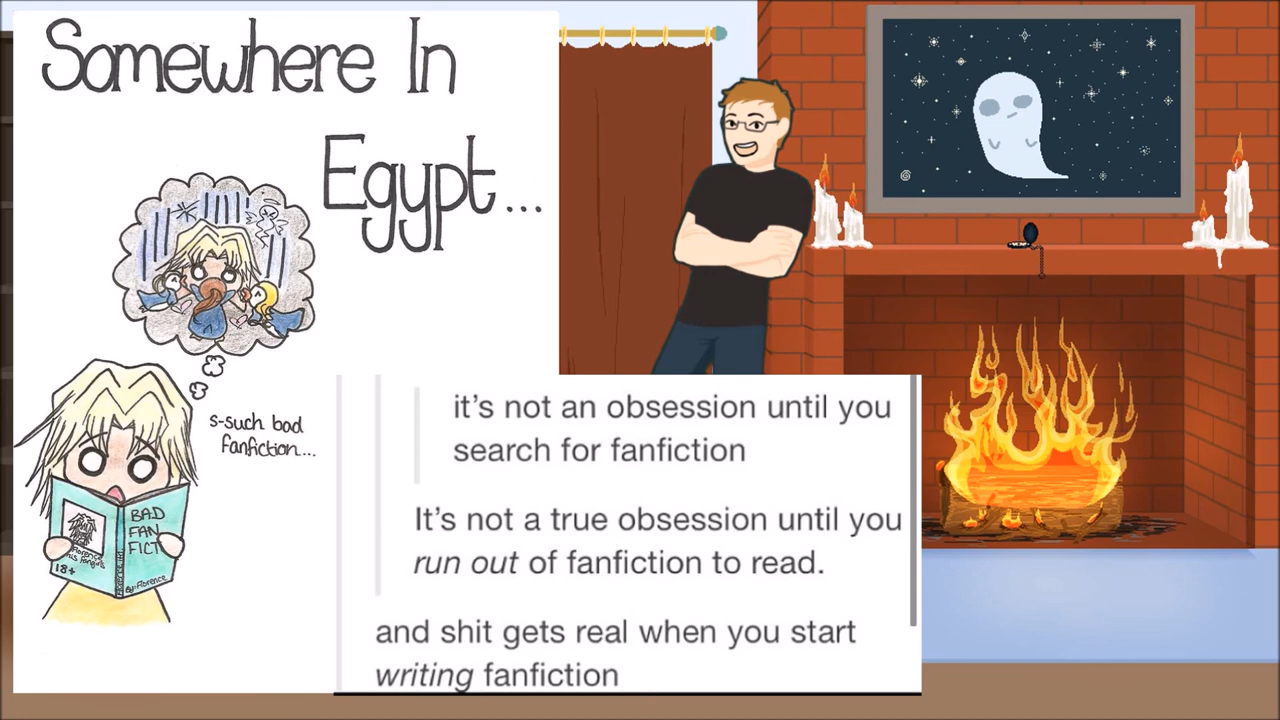 Somewhere In
Egypt...
s-such bad
fanfiction...
BAD
FAN
FICT
18+
By: Florence
it's not an obsession until you
search for fanfiction
It's not a true obsession until you
run out of fanfiction to read.
and shit gets real when you start
writing fanfiction